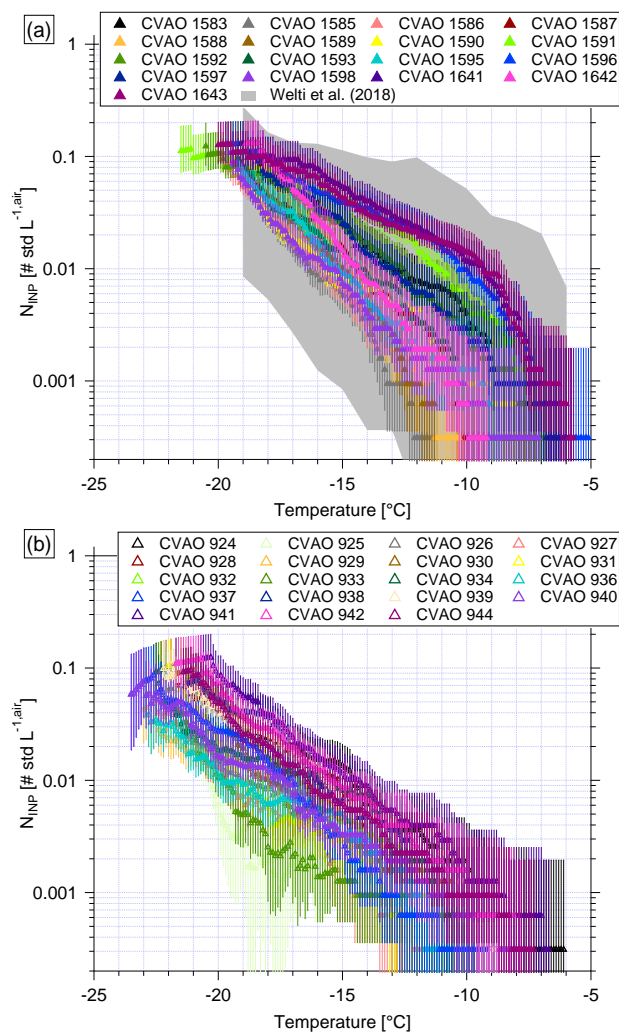 (a)
CVAO 1583 CVAO 1585 CVAO 1586 CVAO 1587
CVAO 1588 CVAO 1589 CVAO 1590 CVAO 1591
CVAO 1592 CVAO 1593 CVAO 1595 CVAO 1596
CVAO 1597 CVAO 1598 CVAO 1641 CVAO 1642
CVAO 1643 Welti et al. (2018)
1
0.1
0.01
0.001
N_INP [# std L^-1,air]
-25 -20 -15 -10 -5
Temperature [°C]
(b)
CVAO 924 CVAO 925 CVAO 926 CVAO 927
CVAO 928 CVAO 929 CVAO 930 CVAO 931
CVAO 932 CVAO 933 CVAO 934 CVAO 936
CVAO 937 CVAO 938 CVAO 939 CVAO 940
CVAO 941 CVAO 942 CVAO 944
1
0.1
0.01
0.001
N_INP [# std L^-1,air]
-25 -20 -15 -10 -5
Temperature [°C]